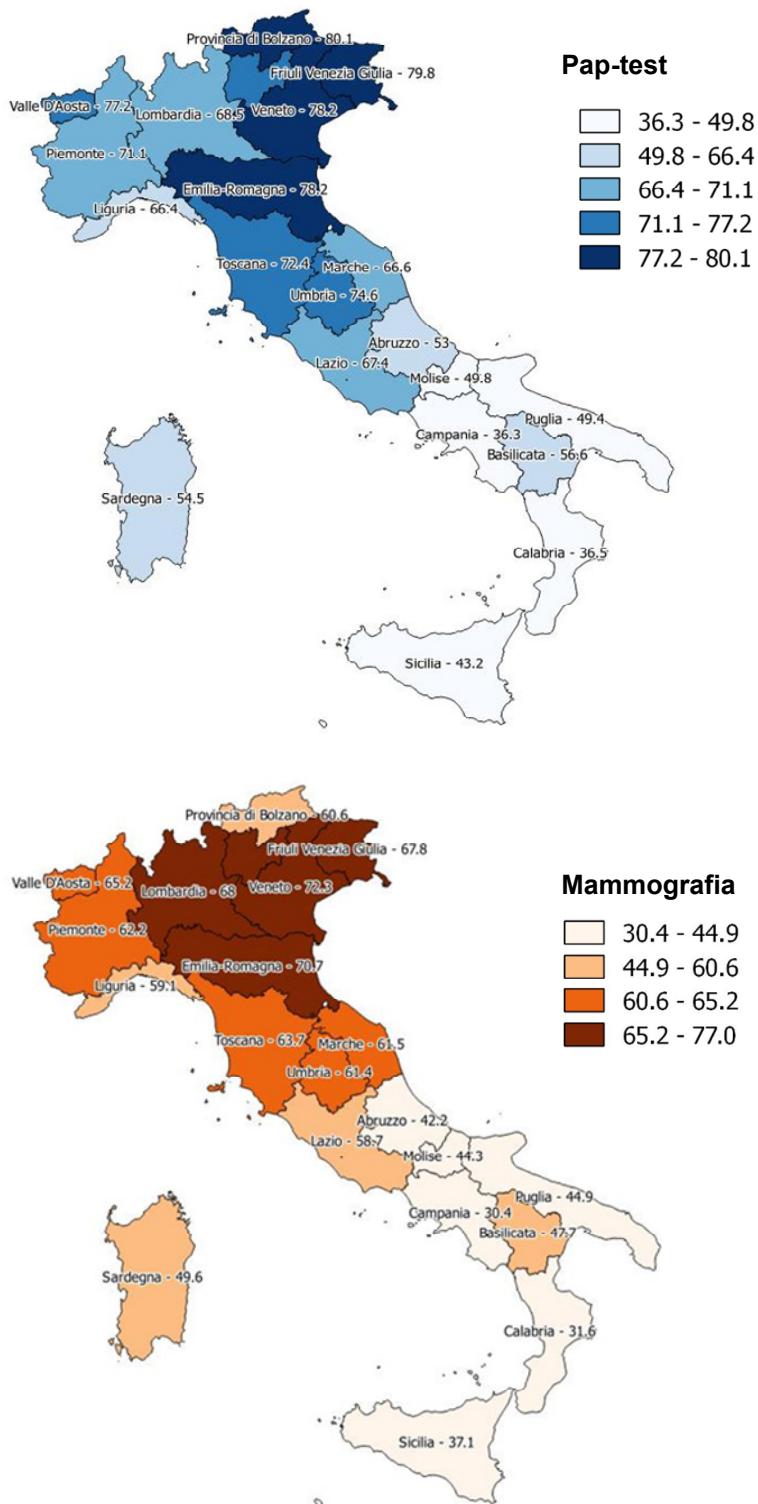 Provincia di Bolzano - 80.1
Friuli Venezia Giulia - 79.8
Valle D'Aosta - 77.2
Lombardia - 68.5
Veneto - 78.2
Piemonte - 71.1
Emilia-Romagna - 78.2
Liguria - 66.4
Toscana - 72.4
Marche - 66.6
Umbria - 74.6
Abruzzo - 53
Lazio - 67.4
Molise - 49.8
Puglia - 49.4
Campania - 36.3
Basilicata - 56.6
Sardegna - 54.5
Calabria - 36.5
Sicilia - 43.2
Pap-test
36.3 - 49.8
49.8 - 66.4
66.4 - 71.1
71.1 - 77.2
77.2 - 80.1
Provincia di Bolzano - 60.6
Friuli Venezia Giulia - 67.8
Valle D'Aosta - 65.2
Lombardia - 68
Veneto - 72.3
Piemonte - 62.2
Emilia-Romagna - 70.7
Liguria - 59.1
Toscana - 63.7
Marche - 61.5
Umbria - 61.4
Abruzzo - 42.2
Lazio - 58.7
Molise - 44.3
Puglia - 44.9
Campania - 30.4
Basilicata - 47.7
Sardegna - 49.6
Calabria - 31.6
Sicilia - 37.1
Mammografia
30.4 - 44.9
44.9 - 60.6
60.6 - 65.2
65.2 - 77.0